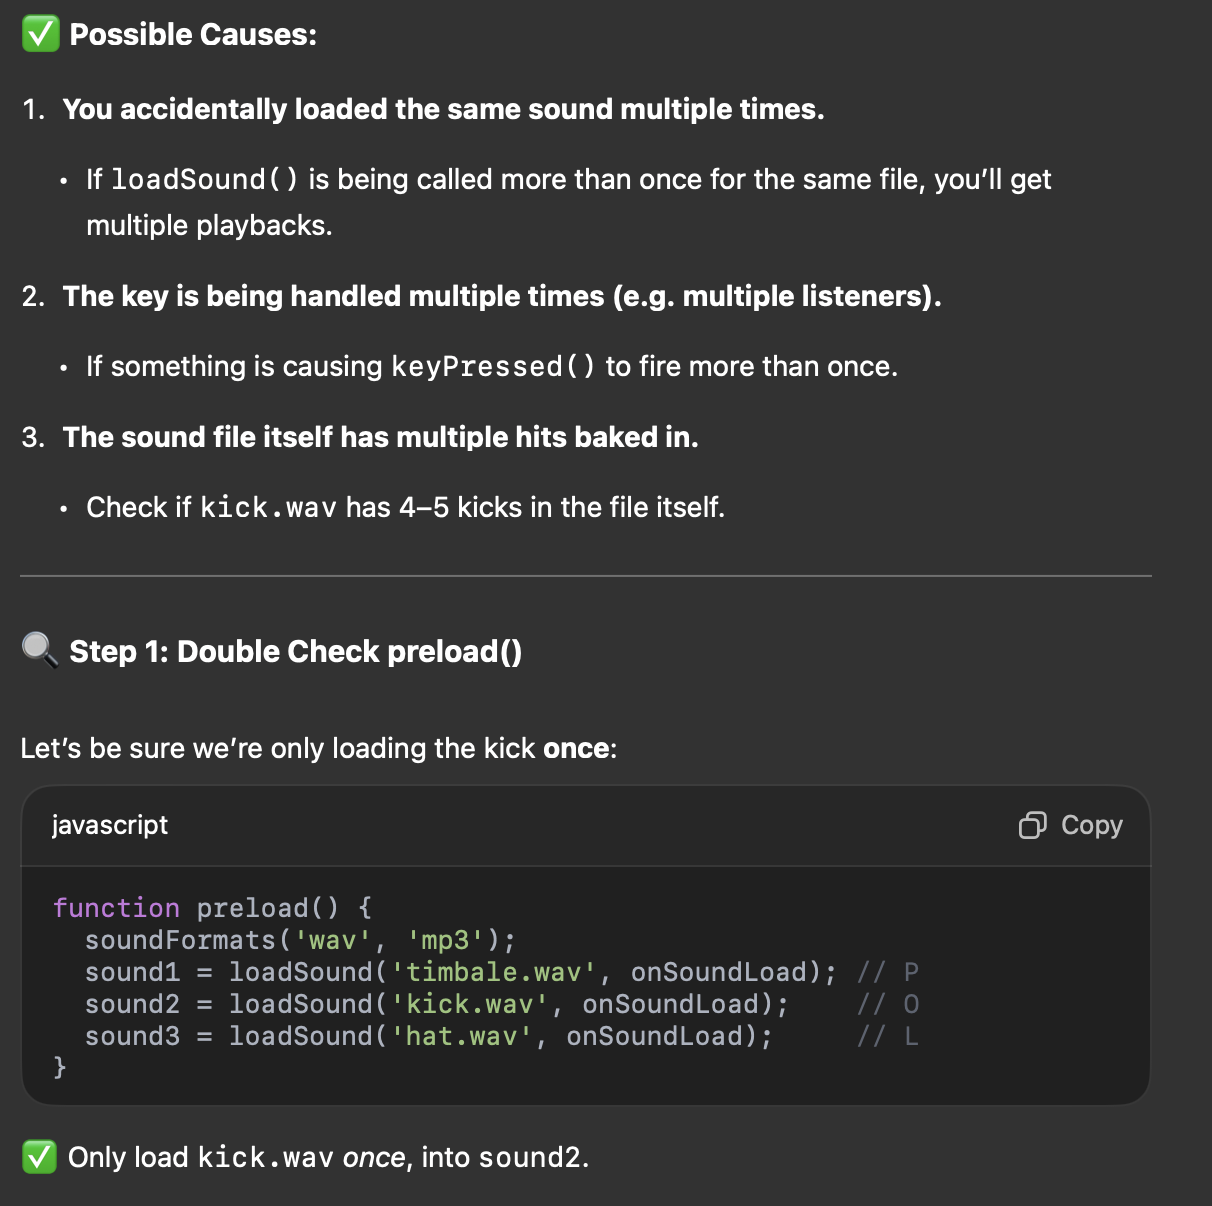 ✅ Possible Causes:
1. You accidentally loaded the same sound multiple times.
• If loadSound() is being called more than once for the same file, you’ll get
multiple playbacks.
2. The key is being handled multiple times (e.g. multiple listeners).
• If something is causing keyPressed() to fire more than once.
3. The sound file itself has multiple hits baked in.
• Check if kick.wav has 4–5 kicks in the file itself.
🔍 Step 1: Double Check preload()
Let’s be sure we’re only loading the kick once:
javascript Copy
function preload() {
  soundFormats('wav', 'mp3');
  sound1 = loadSound('timbale.wav', onSoundLoad); // P
  sound2 = loadSound('kick.wav', onSoundLoad);    // O
  sound3 = loadSound('hat.wav', onSoundLoad);     // L
}
✅ Only load kick.wav once, into sound2.